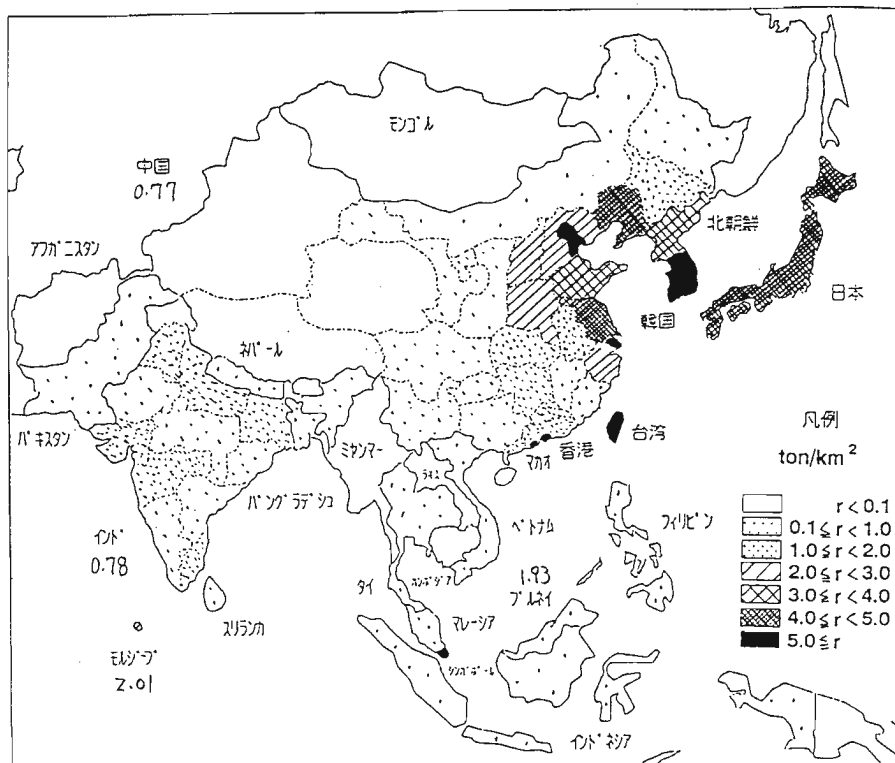 モンゴル
中国
0.77
北朝鮮
アフガニスタン
日本
韓国
ネパール
凡例
台湾
パキスタン
ミャンマー
香港
マカオ
ton/km²
ラオス
バングラデシュ
r<0.1
0.1≦r<1.0
1.0≦r<2.0
2.0≦r<3.0
3.0≦r<4.0
4.0≦r<5.0
5.0≦r
ベトナム
フィリピン
インド
0.78
カンボジア
1.93
ブルネイ
タイ
スリランカ
マレーシア
シンガポール
モルジーブ
2.01
インドネシア